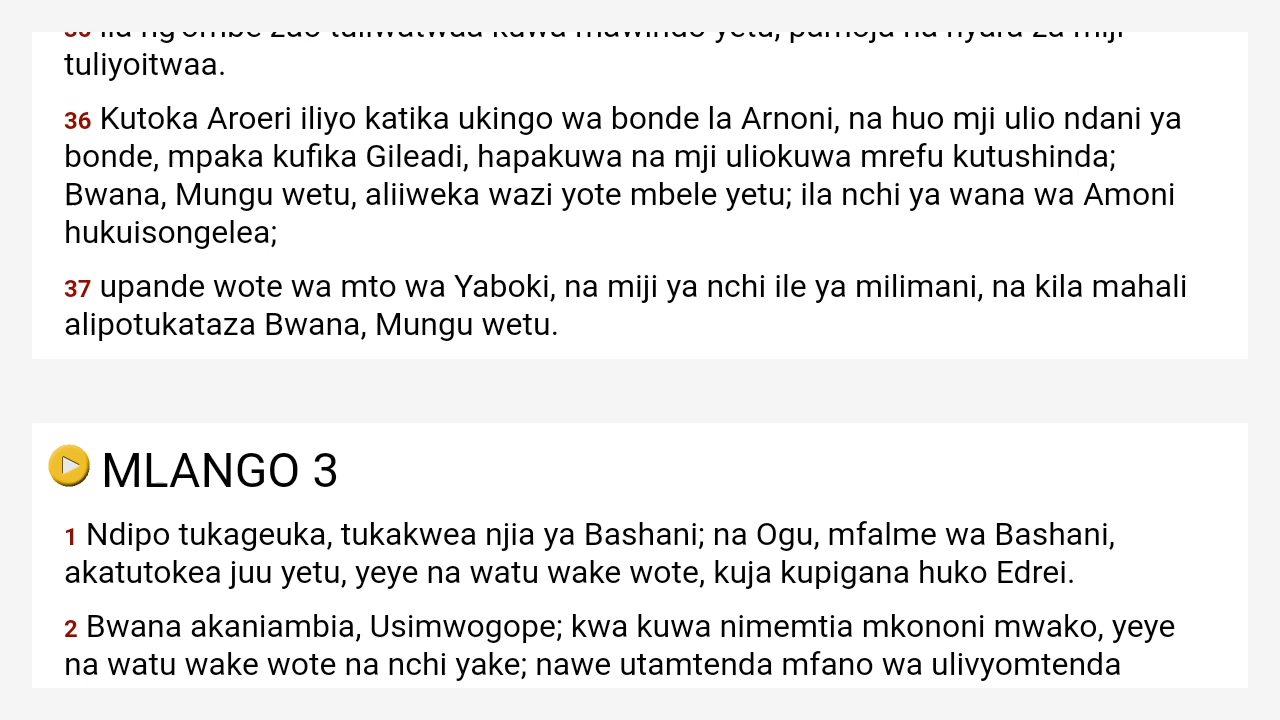 tuliyoitwaa.
36 Kutoka Aroeri iliyo katika ukingo wa bonde la Arnoni, na huo mji ulio ndani ya
bonde, mpaka kufika Gileadi, hapakuwa na mji uliokuwa mrefu kutushinda;
Bwana, Mungu wetu, aliiweka wazi yote mbele yetu; ila nchi ya wana wa Amoni
hukuisongelea;
37 upande wote wa mto wa Yaboki, na miji ya nchi ile ya milimani, na kila mahali
alipotukataza Bwana, Mungu wetu.
MLANGO 3
1 Ndipo tukageuka, tukakwea njia ya Bashani; na Ogu, mfalme wa Bashani,
akatutokea juu yetu, yeye na watu wake wote, kuja kupigana huko Edrei.
2 Bwana akaniambia, Usimwogope; kwa kuwa nimemtia mkononi mwako, yeye
na watu wake wote na nchi yake; nawe utamtenda mfano wa ulivyomtenda